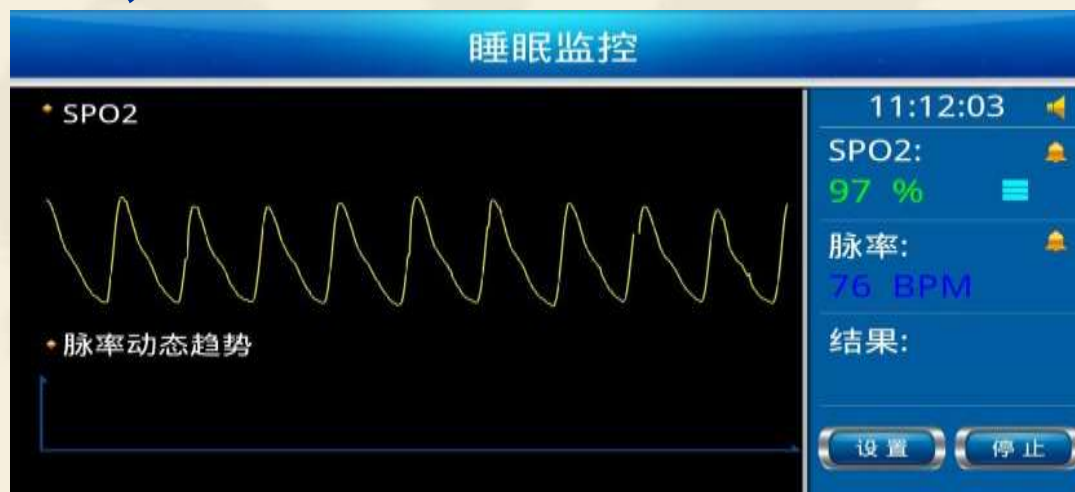 睡眠监控
SPO2
脉率动态趋势
11:12:03
SPO2:
97 %
脉率:
76 BPM
结果:
设置
停止